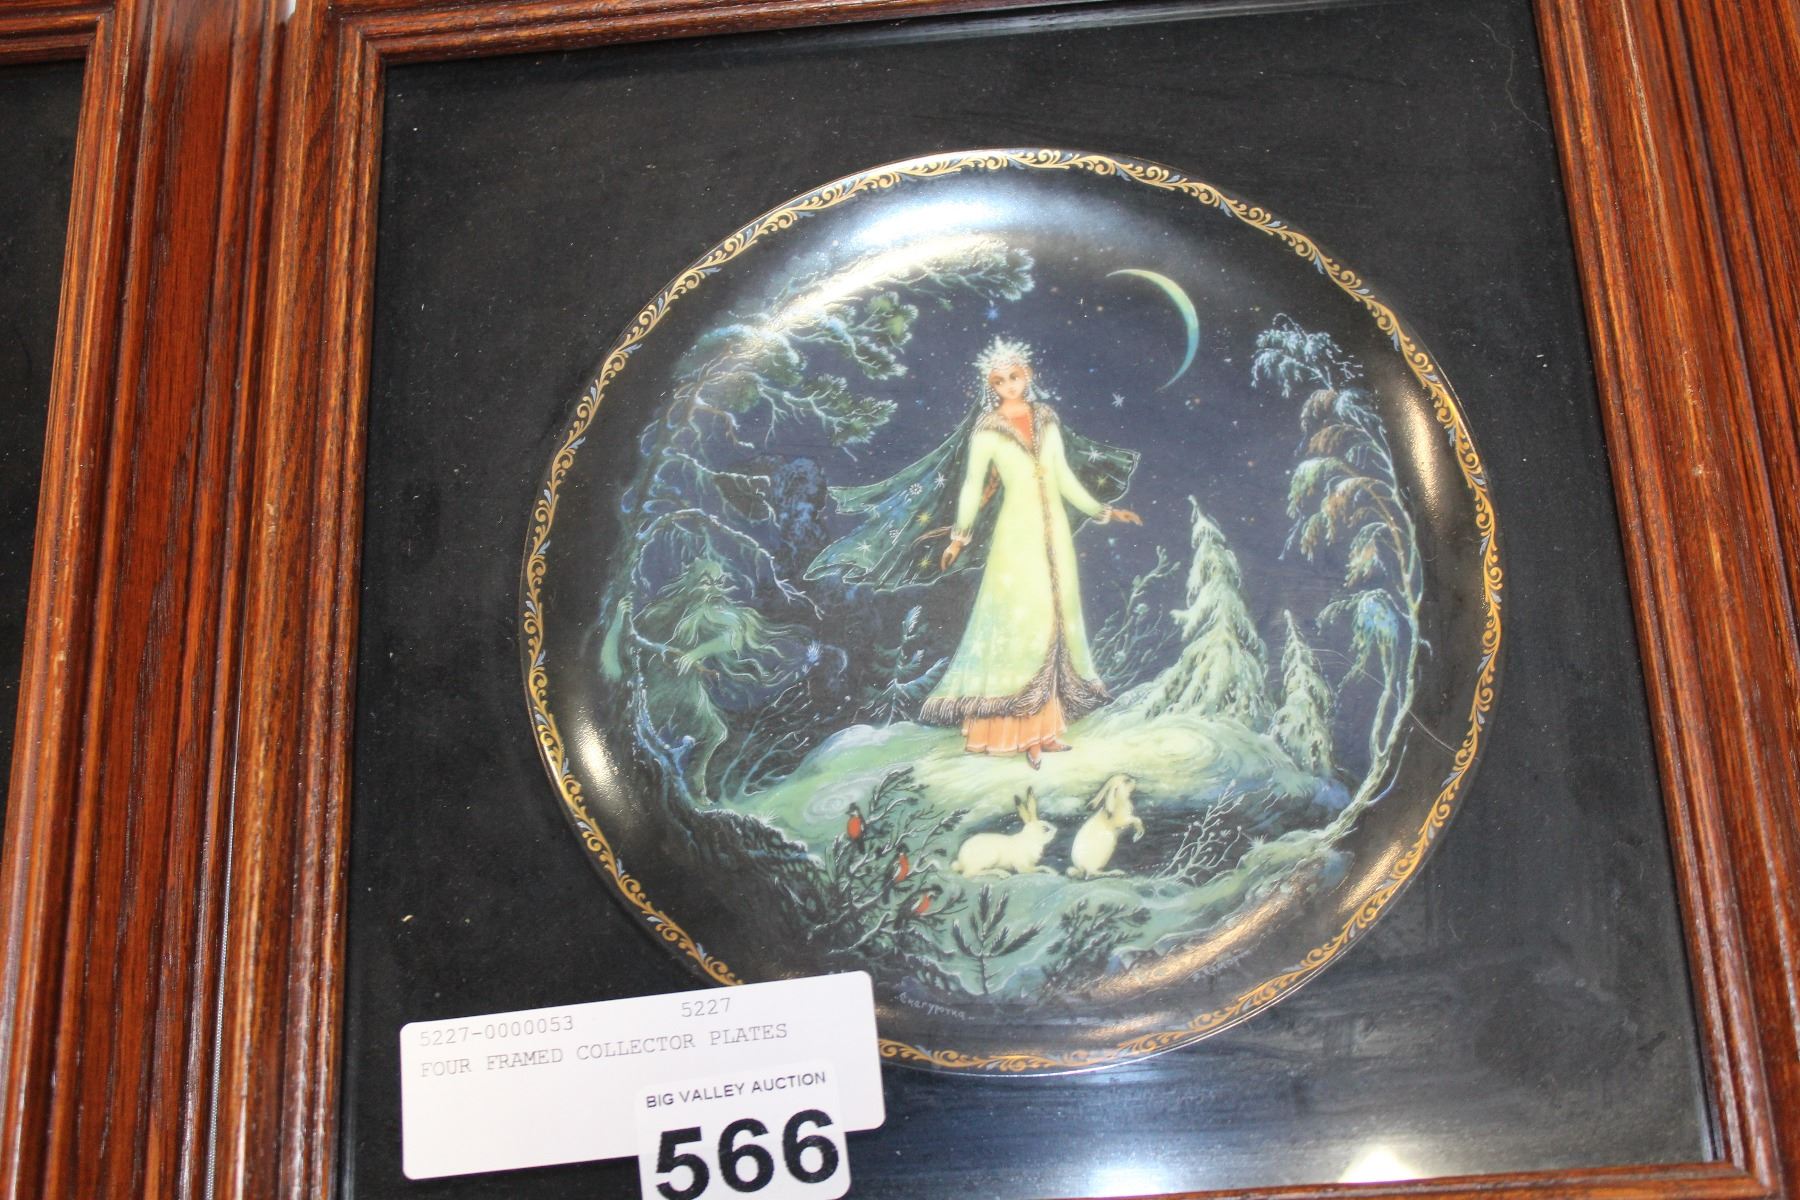 Снегурочка
5227-0000053 5227
FOUR FRAMED COLLECTOR PLATES
BIG VALLEY AUCTION
566